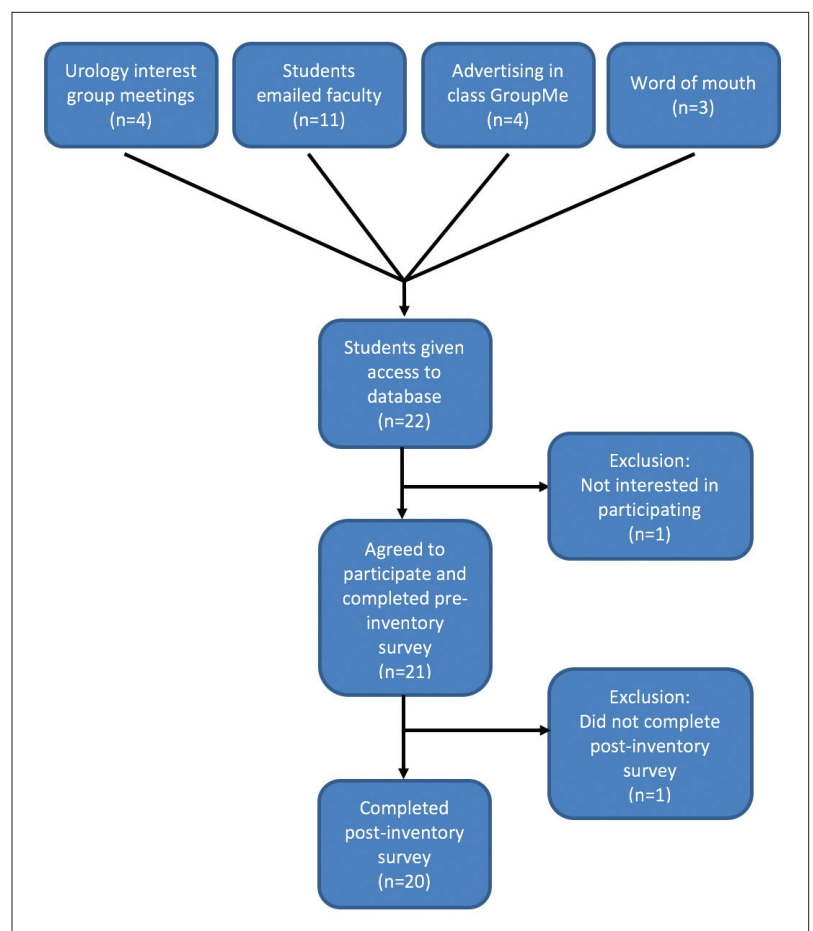 Urology interest
group meetings
(n=4)
Students
emailed faculty
(n=11)
Advertising in
class GroupMe
(n=4)
Word of mouth
(n=3)
Students given
access to
database
(n=22)
Exclusion:
Not interested in
participating
(n=1)
Agreed to
participate and
completed pre-
inventory
survey
(n=21)
Exclusion:
Did not complete
post-inventory
survey
(n=1)
Completed
post-inventory
survey
(n=20)